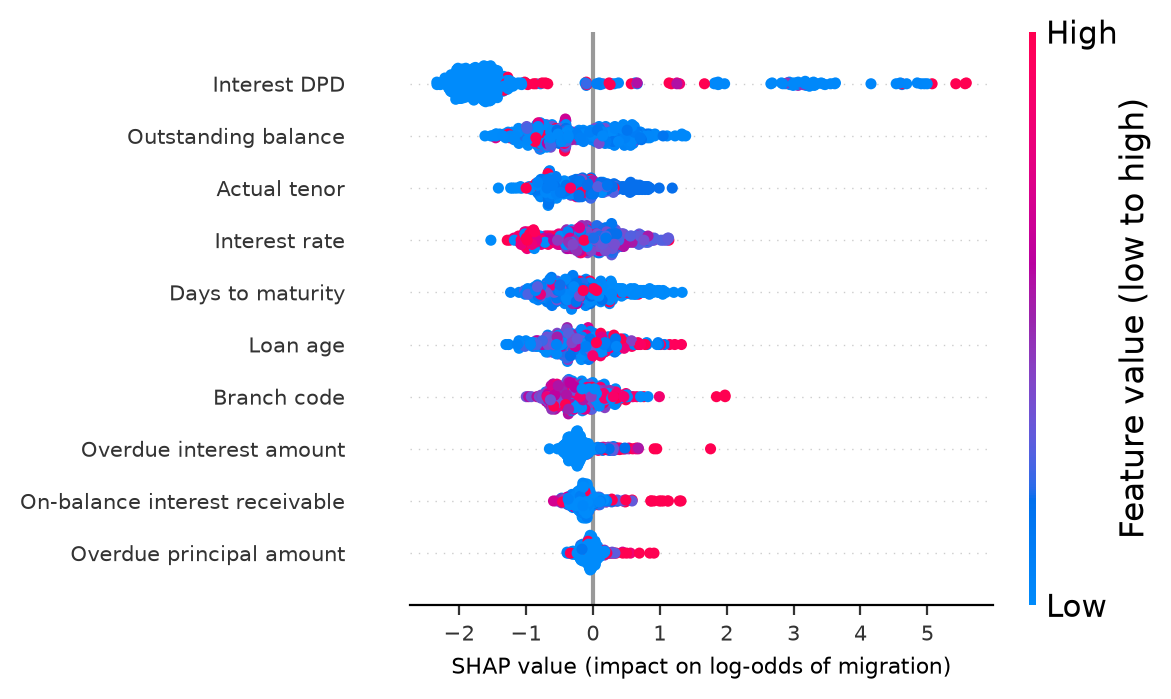 High
Interest DPD
Outstanding balance
Actual tenor
Interest rate
Days to maturity
Loan age
Branch code
Overdue interest amount
On-balance interest receivable
Overdue principal amount
Feature value (low to high)
Low
−2 −1 0 1 2 3 4 5
SHAP value (impact on log-odds of migration)